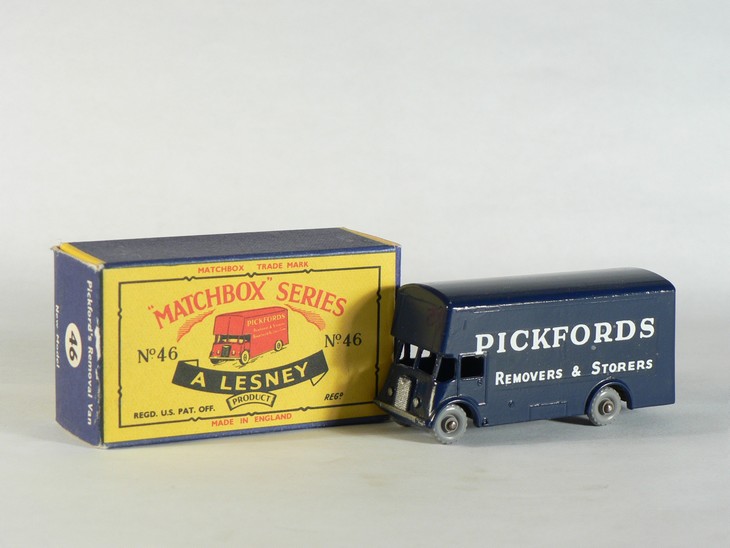 MATCHBOX TRADE MARK
"MATCHBOX" SERIES
PICKFORDS
Nº46
Nº46
A LESNEY
PRODUCT
REGD. U.S. PAT. OFF.
REGD
MADE IN ENGLAND
Pickford's Removal Van
46
New Model
PICKFORDS
REMOVERS & STORERS